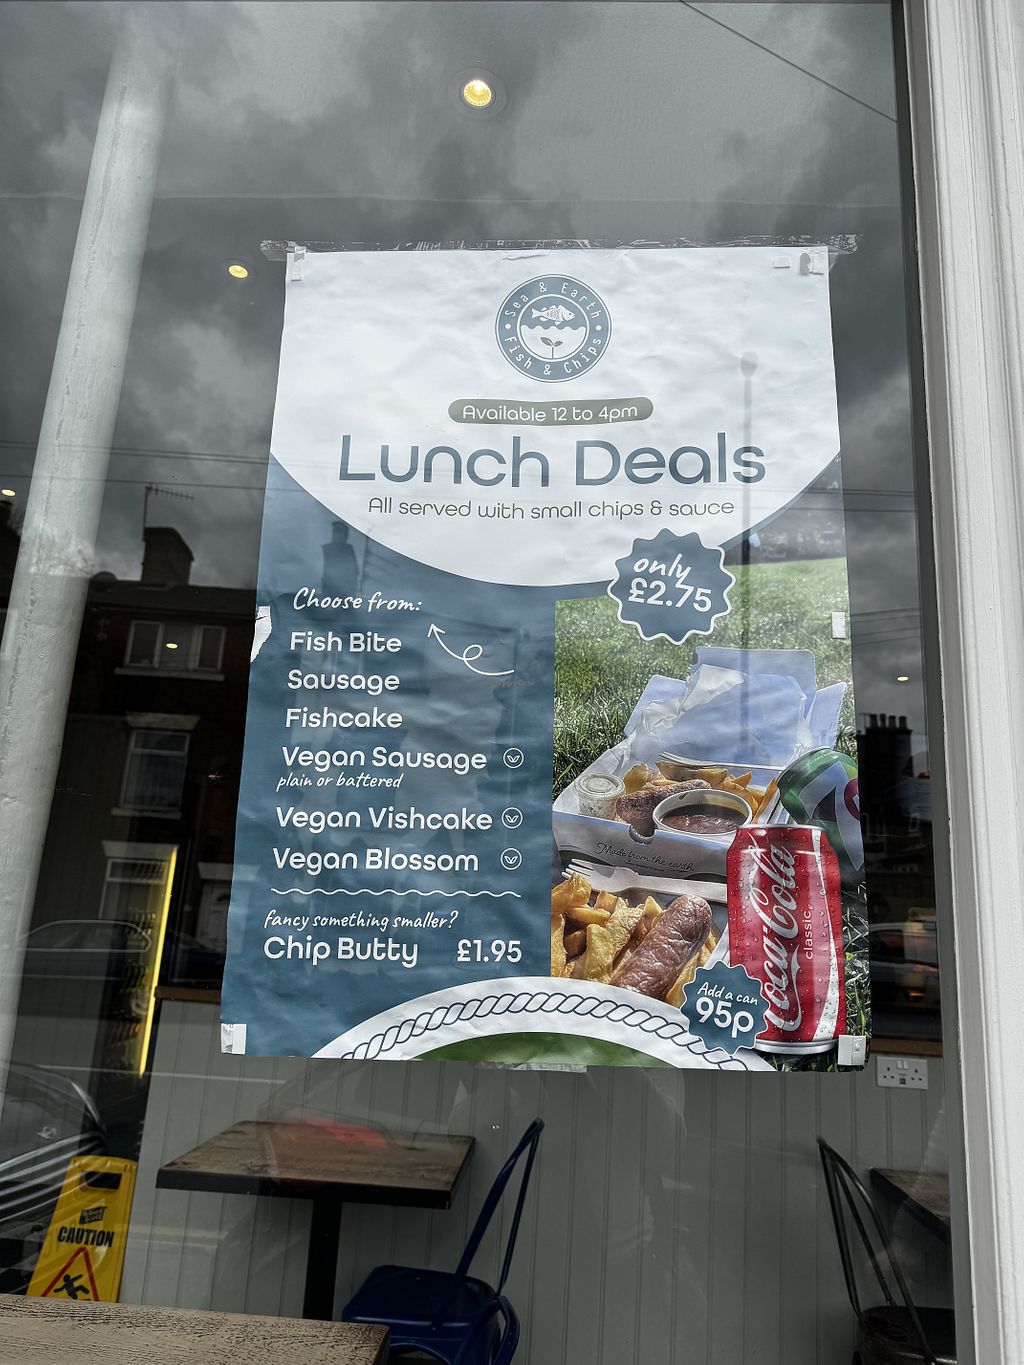 Sea & Earth
Fish & Chips
Available 12 to 4pm
Lunch Deals
All served with small chips & sauce
only
£2.75
Choose from:
Fish Bite
Sausage
Fishcake
Vegan Sausage
plain or battered
Vegan Vishcake
Vegan Blossom
fancy something smaller?
Chip Butty £1.95
Made from the earth
Coca-Cola
classic
Add a can
95p
CAUTION